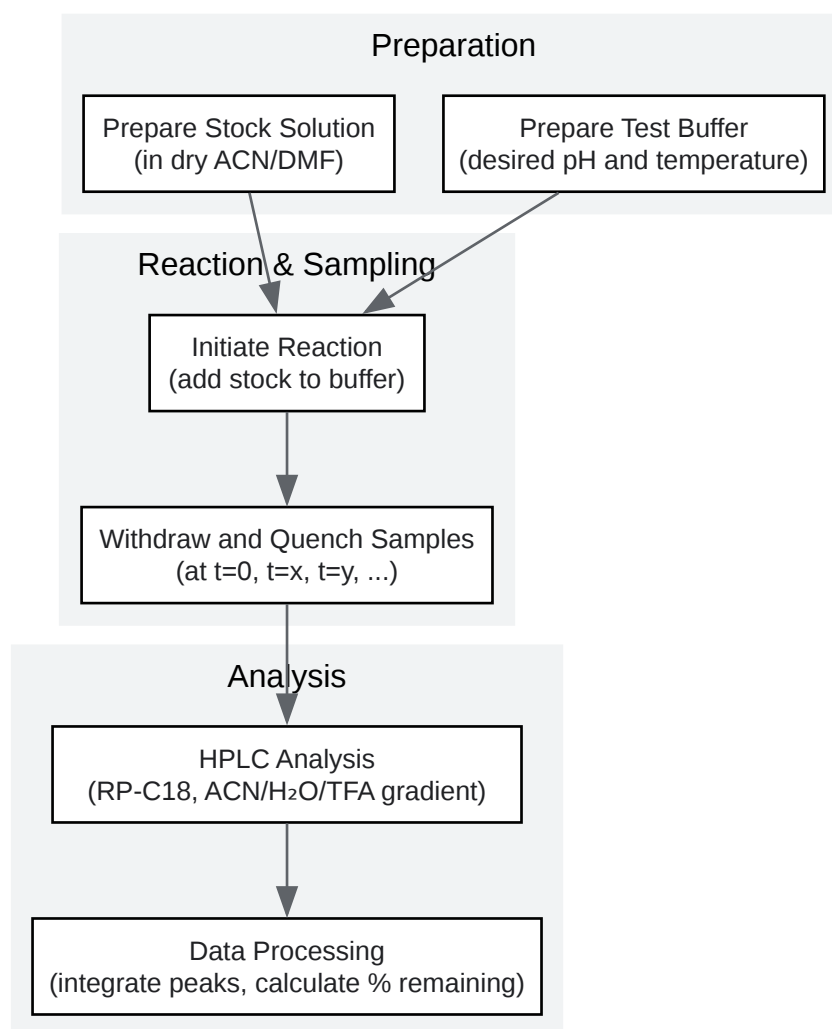 Preparation
Prepare Stock Solution
(in dry ACN/DMF)
Prepare Test Buffer
(desired pH and temperature)
Reaction & Sampling
Initiate Reaction
(add stock to buffer)
Withdraw and Quench Samples
(at t=0, t=x, t=y, ...)
Analysis
HPLC Analysis
(RP-C18, ACN/H₂O/TFA gradient)
Data Processing
(integrate peaks, calculate % remaining)